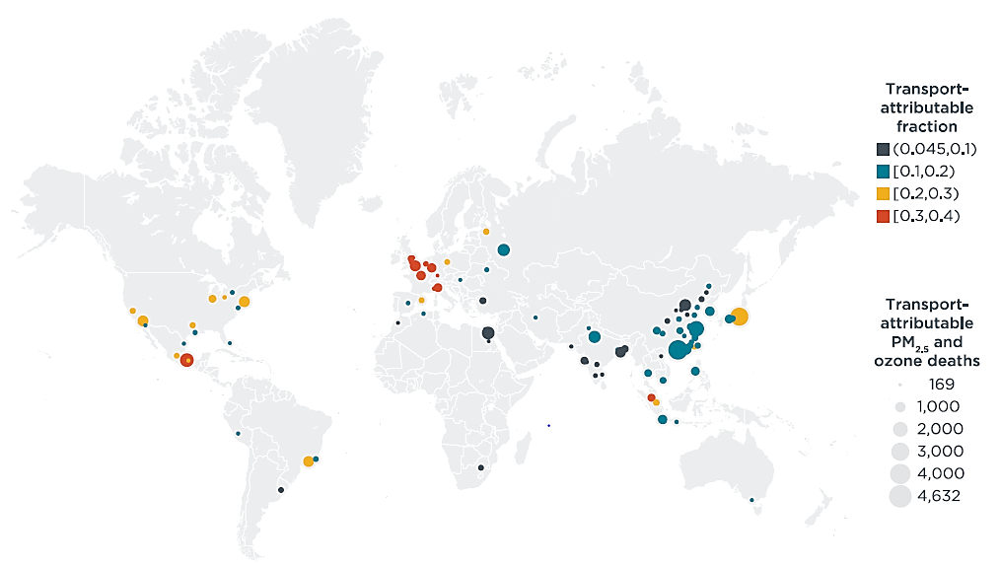 Transport-
attributable
fraction
(0.045,0.1)
[0.1,0.2)
[0.2,0.3)
[0.3,0.4)
Transport-
attributable
PM2.5 and
ozone deaths
169
1,000
2,000
3,000
4,000
4,632